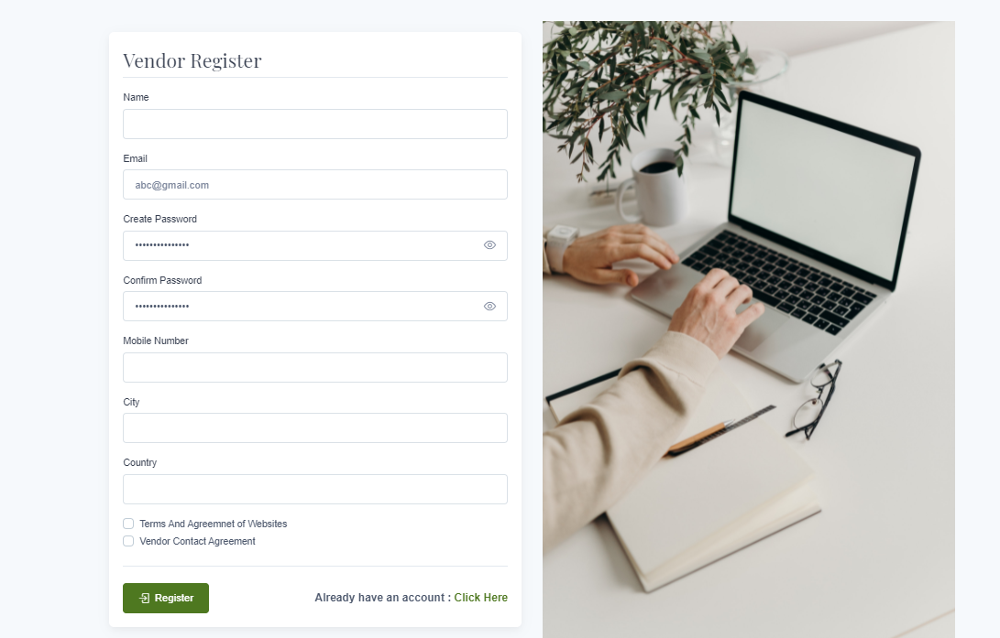 Vendor Register
Name
Email
abc@gmail.com
Create Password
•••••••••••••••
Confirm Password
•••••••••••••••
Mobile Number
City
Country
Terms And Agreemnet of Websites
Vendor Contact Agreement
Register
Already have an account : Click Here